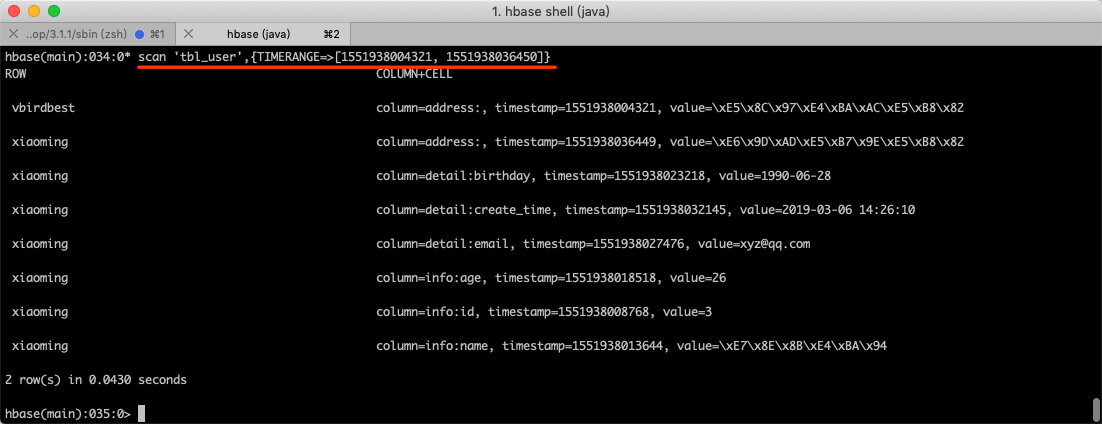 1. hbase shell (java)
..op/3.1.1/sbin (zsh) ⌘1 hbase (java) ⌘2
hbase(main):034:0* scan 'tbl_user',{TIMERANGE=>[1551938004321, 1551938036450]}
ROW COLUMN+CELL
vbirdbest column=address:, timestamp=1551938004321, value=\xE5\x8C\x97\xE4\xBA\xAC\xE5\xB8\x82
xiaoming column=address:, timestamp=1551938036449, value=\xE6\x9D\xAD\xE5\xB7\x9E\xE5\xB8\x82
xiaoming column=detail:birthday, timestamp=1551938023218, value=1990-06-28
xiaoming column=detail:create_time, timestamp=1551938032145, value=2019-03-06 14:26:10
xiaoming column=detail:email, timestamp=1551938027476, value=xyz@qq.com
xiaoming column=info:age, timestamp=1551938018518, value=26
xiaoming column=info:id, timestamp=1551938008768, value=3
xiaoming column=info:name, timestamp=1551938013644, value=\xE7\x8E\x8B\xE4\xBA\x94
2 row(s) in 0.0430 seconds
hbase(main):035:0>